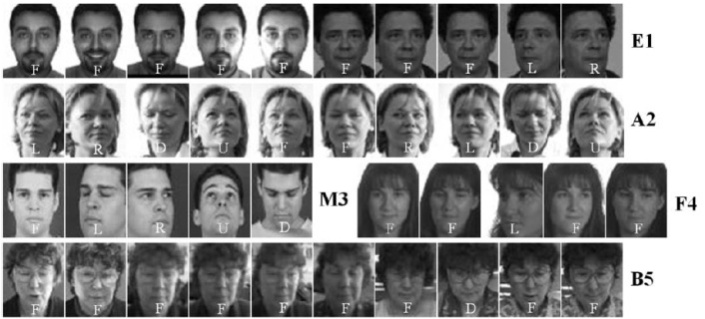 F F F F F F F F L R E1
L R D U F F R L D U A2
F L R U D M3 F F L F F F4
F F F F F F F D F F B5